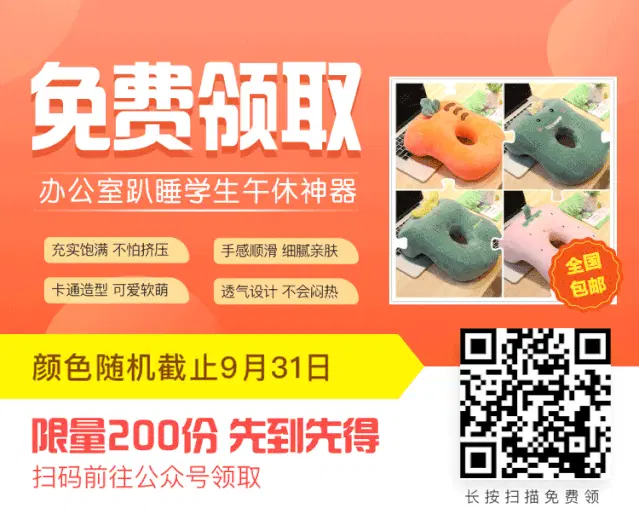 免费领取
办公室趴睡学生午休神器
充实饱满 不怕挤压
手感顺滑 细腻亲肤
卡通造型 可爱软萌
透气设计 不会闷热
全国
包邮
颜色随机截止9月31日
限量200份 先到先得
扫码前往公众号领取
长按扫描免费领